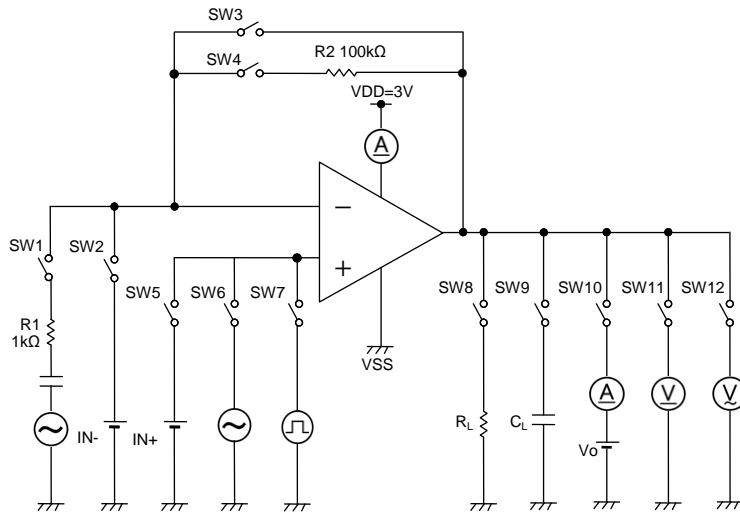 SW3
R2 100kΩ
SW4
VDD=3V
A
SW1
SW2
SW5
SW6
SW7
SW8
SW9
SW10
SW11
SW12
R1
1kΩ
VSS
A
V
V
IN-
IN+
RL
CL
Vo